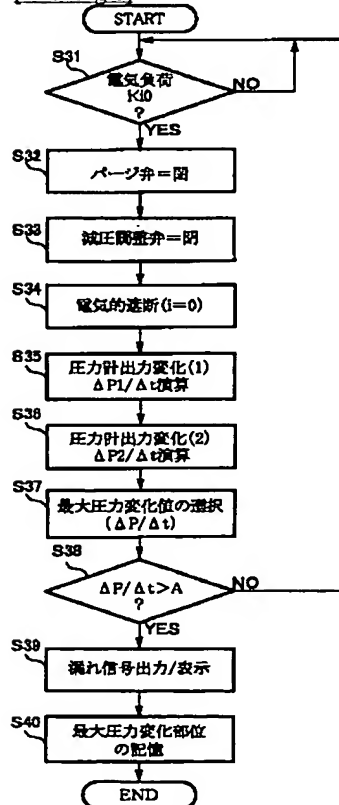 START
S31
電気負荷
Ki0
?
NO
YES
S32
パージ弁=閉
S33
減圧調整弁=閉
S34
電気的遮断(i=0)
S35
圧力計出力変化(1)
ΔP1/Δt演算
S36
圧力計出力変化(2)
ΔP2/Δt演算
S37
最大圧力変化値の選択
(ΔP/Δt)
S38
ΔP/Δt>A
?
NO
YES
S39
漏れ信号出力/表示
S40
最大圧力変化部位
の記憶
END